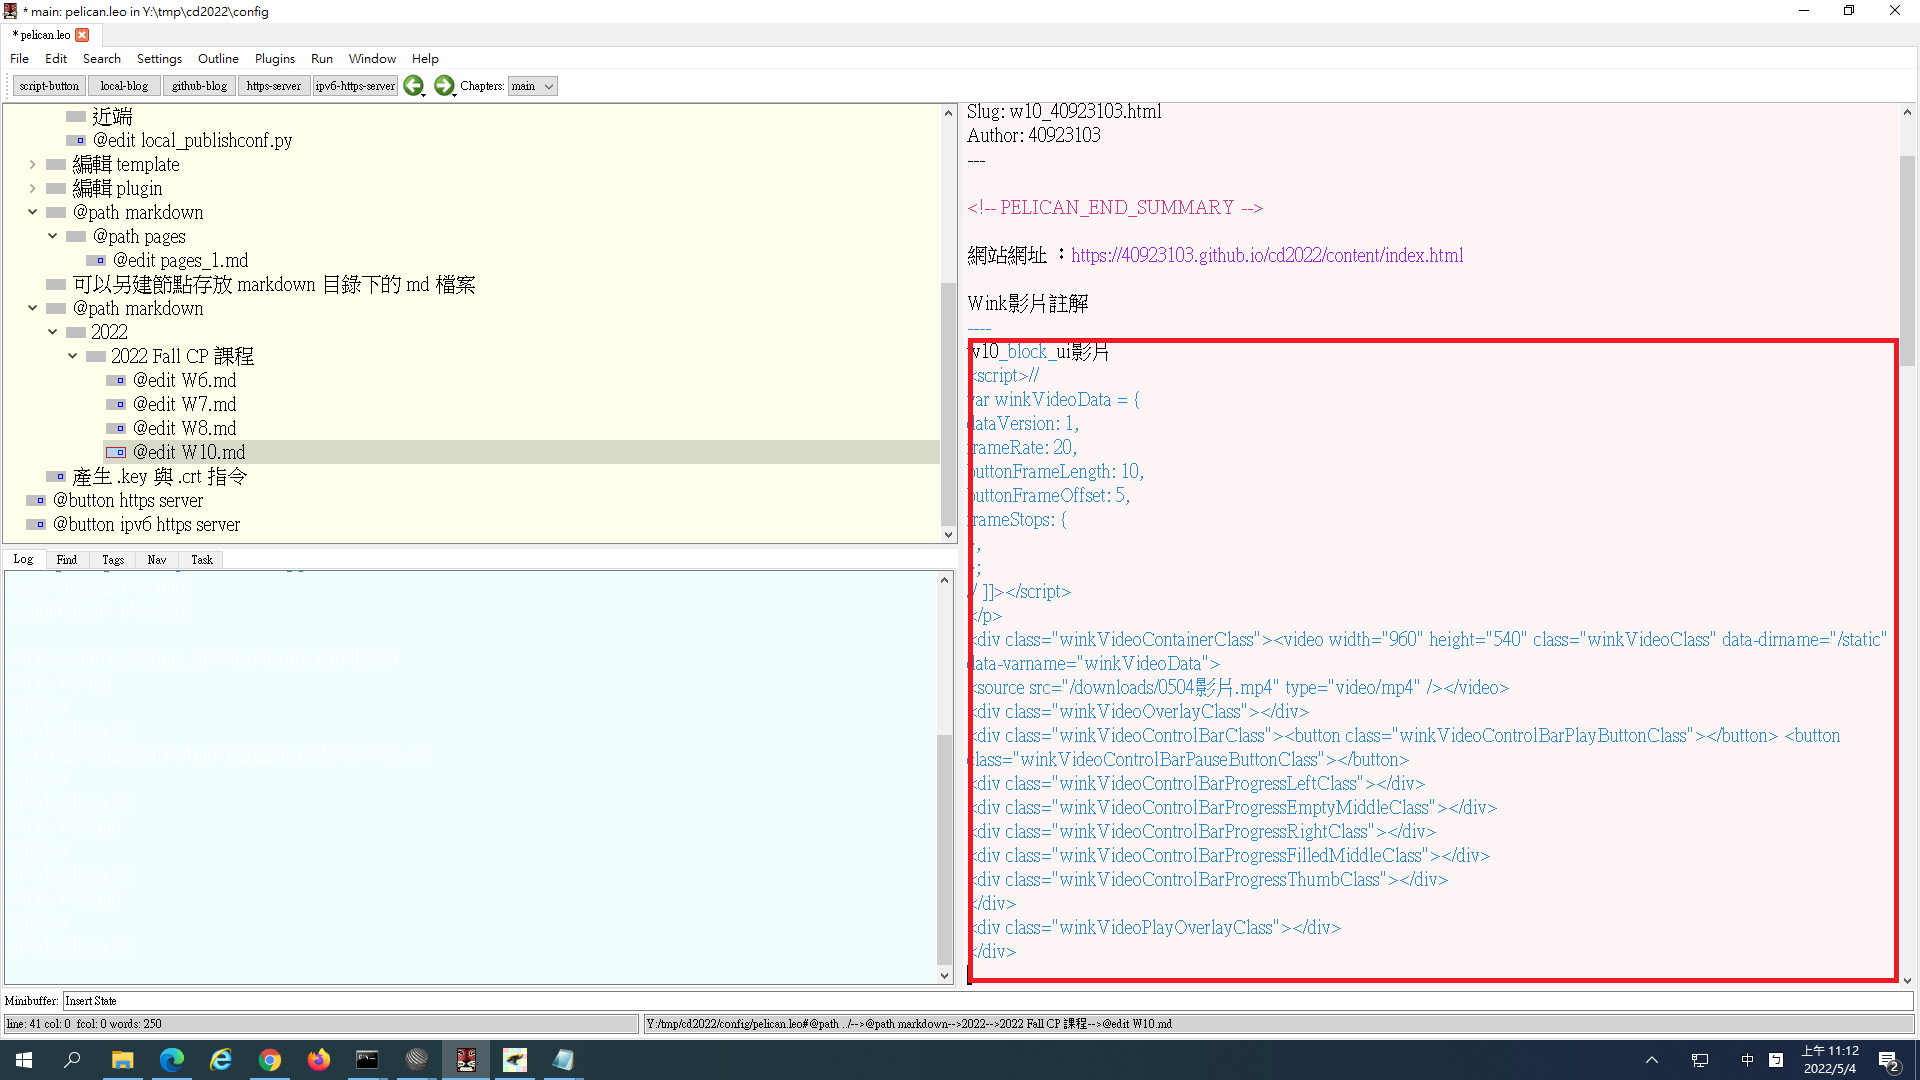 * main: pelican.leo in Y:\tmp\cd2022\config
* pelican.leo
File Edit Search Settings Outline Plugins Run Window Help
script-button local-blog github-blog https-server ipv6-https-server Chapters: main
近端
@edit local_publishconf.py
編輯 template
編輯 plugin
@path markdown
@path pages
@edit pages_1.md
可以另建節點存放 markdown 目錄下的 md 檔案
@path markdown
2022
2022 Fall CP 課程
@edit W6.md
@edit W7.md
@edit W8.md
@edit W10.md
產生 .key 與 .crt 指令
@button https server
@button ipv6 https server
Log Find Tags Nav Task
Slug: w10_40923103.html
Author: 40923103
---
<!-- PELICAN_END_SUMMARY -->
網站網址 ：https://40923103.github.io/cd2022/content/index.html
Wink影片註解
----
w10_block_ui影片
<script>//
var winkVideoData = {
dataVersion: 1,
frameRate: 20,
buttonFrameLength: 10,
buttonFrameOffset: 5,
frameStops: {
},
};
// ]]></script>
</p>
<div class="winkVideoContainerClass"><video width="960" height="540" class="winkVideoClass" data-dirname="/static"
data-varname="winkVideoData">
<source src="/downloads/0504影片.mp4" type="video/mp4" /></video>
<div class="winkVideoOverlayClass"></div>
<div class="winkVideoControlBarClass"><button class="winkVideoControlBarPlayButtonClass"></button> <button
class="winkVideoControlBarPauseButtonClass"></button>
<div class="winkVideoControlBarProgressLeftClass"></div>
<div class="winkVideoControlBarProgressEmptyMiddleClass"></div>
<div class="winkVideoControlBarProgressRightClass"></div>
<div class="winkVideoControlBarProgressFilledMiddleClass"></div>
<div class="winkVideoControlBarProgressThumbClass"></div>
</div>
<div class="winkVideoPlayOverlayClass"></div>
</div>
Minibuffer: Insert State
line: 41 col: 0 fcol: 0 words: 250
Y:/tmp/cd2022/config/pelican.leo#@path ../-->@path markdown-->2022-->2022 Fall CP 課程-->@edit W10.md
中
上午 11:12
2022/5/4
2